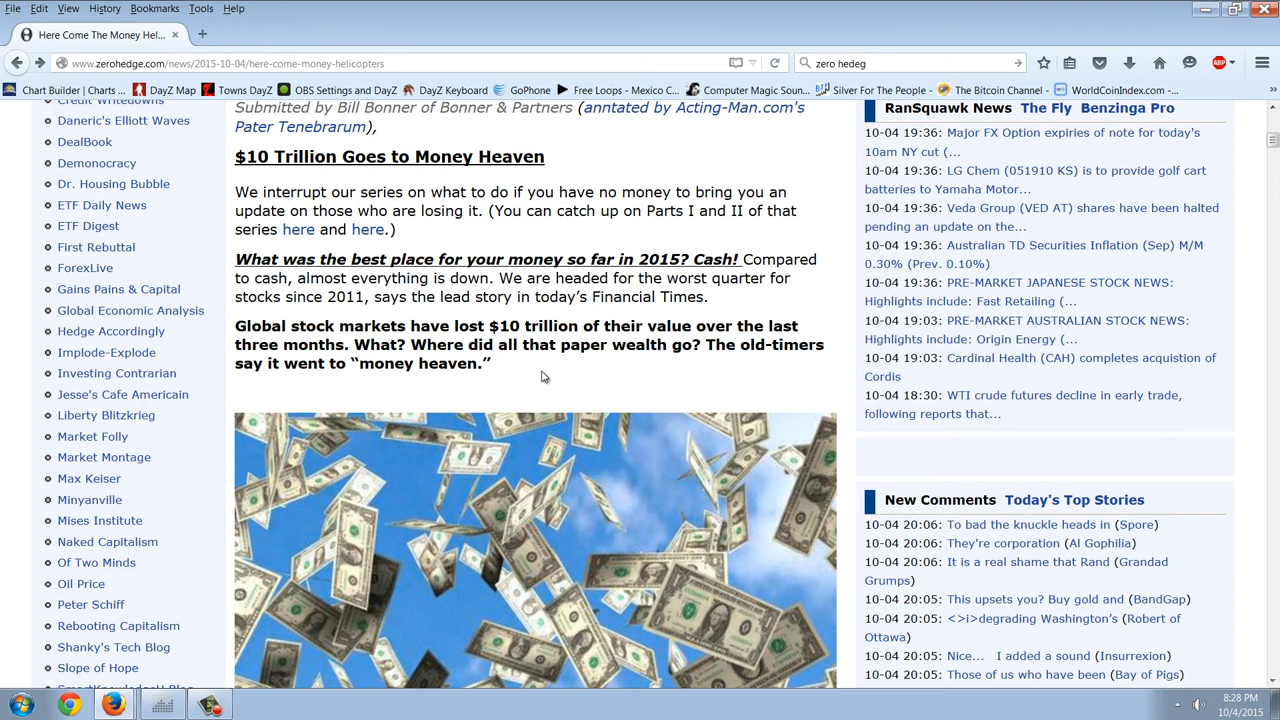 File Edit View History Bookmarks Tools Help
Here Come The Money Hel...
www.zerohedge.com/news/2015-10-04/here-come-money-helicopters
zero hedeg
ABP
Chart Builder | Charts ... DayZ Map Towns DayZ OBS Settings and DayZ DayZ Keyboard GoPhone Free Loops - Mexico C... Computer Magic Soun... Silver For The People - The Bitcoin Channel - WorldCoinIndex.com -...
Credit Writedowns
Daneric's Elliott Waves
DealBook
Demonocracy
Dr. Housing Bubble
ETF Daily News
ETF Digest
First Rebuttal
ForexLive
Gains Pains & Capital
Global Economic Analysis
Hedge Accordingly
Implode-Explode
Investing Contrarian
Jesse's Cafe Americain
Liberty Blitzkrieg
Market Folly
Market Montage
Max Keiser
Minyanville
Mises Institute
Naked Capitalism
Of Two Minds
Oil Price
Peter Schiff
Rebooting Capitalism
Shanky's Tech Blog
Slope of Hope
SmartKnowledgeU Blog
Submitted by Bill Bonner of Bonner & Partners (anntated by Acting-Man.com's
Pater Tenebrarum),
$10 Trillion Goes to Money Heaven
We interrupt our series on what to do if you have no money to bring you an
update on those who are losing it. (You can catch up on Parts I and II of that
series here and here.)
What was the best place for your money so far in 2015? Cash! Compared
to cash, almost everything is down. We are headed for the worst quarter for
stocks since 2011, says the lead story in today's Financial Times.
Global stock markets have lost $10 trillion of their value over the last
three months. What? Where did all that paper wealth go? The old-timers
say it went to “money heaven.”
RanSquawk News The Fly Benzinga Pro
10-04 19:36: Major FX Option expiries of note for today's
10am NY cut (...
10-04 19:36: LG Chem (051910 KS) is to provide golf cart
batteries to Yamaha Motor...
10-04 19:36: Veda Group (VED AT) shares have been halted
pending an update on the...
10-04 19:36: Australian TD Securities Inflation (Sep) M/M
0.30% (Prev. 0.10%)
10-04 19:36: PRE-MARKET JAPANESE STOCK NEWS:
Highlights include: Fast Retailing (...
10-04 19:03: PRE-MARKET AUSTRALIAN STOCK NEWS:
Highlights include: Origin Energy (...
10-04 19:03: Cardinal Health (CAH) completes acquisition of
Cordis
10-04 18:30: WTI crude futures decline in early trade,
following reports that...
New Comments Today's Top Stories
10-04 20:06: To bad the knuckle heads in (Spore)
10-04 20:06: They're corporation (Al Gophilia)
10-04 20:06: It is a real shame that Rand (Grandad
Grumps)
10-04 20:05: This upsets you? Buy gold and (BandGap)
10-04 20:05: <>i>degrading Washington's (Robert of
Ottawa)
10-04 20:05: Nice... I added a sound (Insurrexion)
10-04 20:05: Those of us who have been (Bay of Pigs)
8:28 PM
10/4/2015